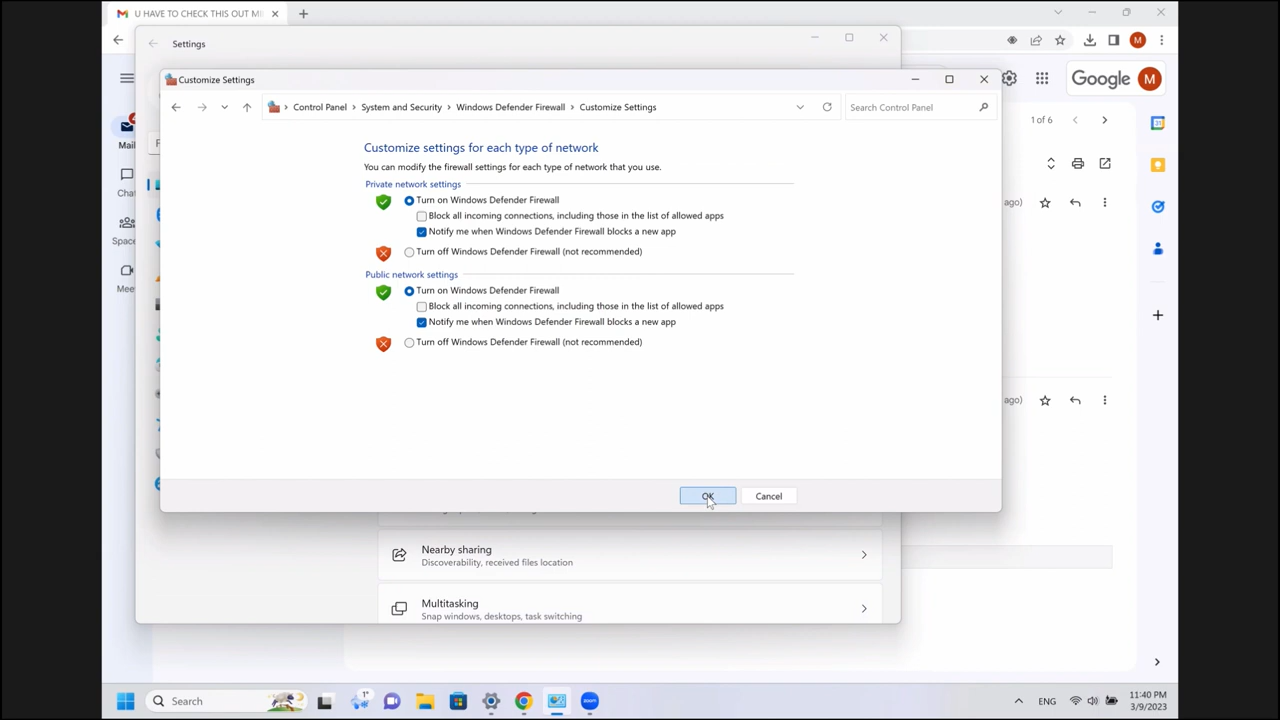 U HAVE TO CHECK THIS OUT
Settings
Customize Settings
Control Panel > System and Security > Windows Defender Firewall > Customize Settings
Search Control Panel
Google
M
M
1 of 6
Mail
Chat
Space
Mee
Customize settings for each type of network
You can modify the firewall settings for each type of network that you use.
Private network settings
Turn on Windows Defender Firewall
Block all incoming connections, including those in the list of allowed apps
Notify me when Windows Defender Firewall blocks a new app
Turn off Windows Defender Firewall (not recommended)
Public network settings
Turn on Windows Defender Firewall
Block all incoming connections, including those in the list of allowed apps
Notify me when Windows Defender Firewall blocks a new app
Turn off Windows Defender Firewall (not recommended)
ago)
ago)
OK
Cancel
Nearby sharing
Discoverability, received files location
Multitasking
Snap windows, desktops, task switching
Search
1°
zoom
ENG
11:40 PM
3/9/2023